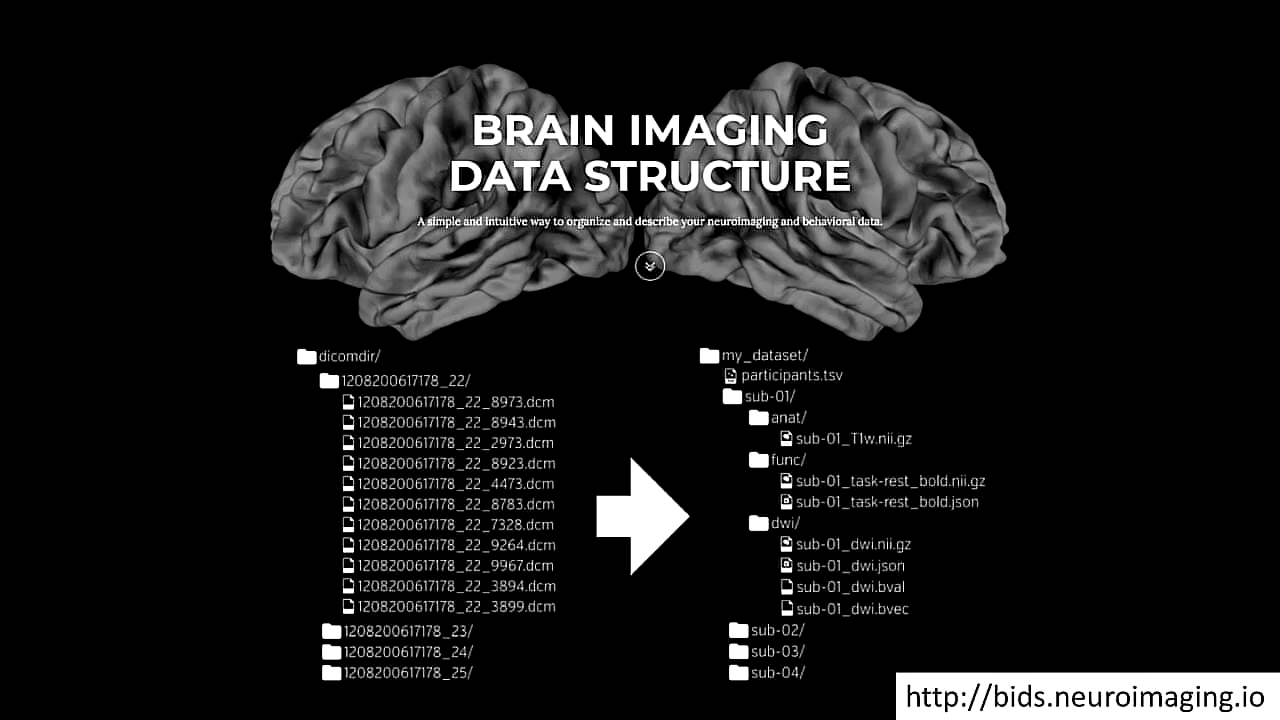 BRAIN IMAGING
DATA STRUCTURE
A simple and intuitive way to organize and describe your neuroimaging and behavioral data.
dicomdir/
1208200617178_22/
1208200617178_22_8973.dcm
1208200617178_22_8943.dcm
1208200617178_22_2973.dcm
1208200617178_22_8923.dcm
1208200617178_22_4473.dcm
1208200617178_22_8783.dcm
1208200617178_22_7328.dcm
1208200617178_22_9264.dcm
1208200617178_22_9967.dcm
1208200617178_22_3894.dcm
1208200617178_22_3899.dcm
1208200617178_23/
1208200617178_24/
1208200617178_25/
my_dataset/
participants.tsv
sub-01/
anat/
sub-01_T1w.nii.gz
func/
sub-01_task-rest_bold.nii.gz
sub-01_task-rest_bold.json
dwi/
sub-01_dwi.nii.gz
sub-01_dwi.json
sub-01_dwi.bval
sub-01_dwi.bvec
sub-02/
sub-03/
sub-04/
http://bids.neuroimaging.io